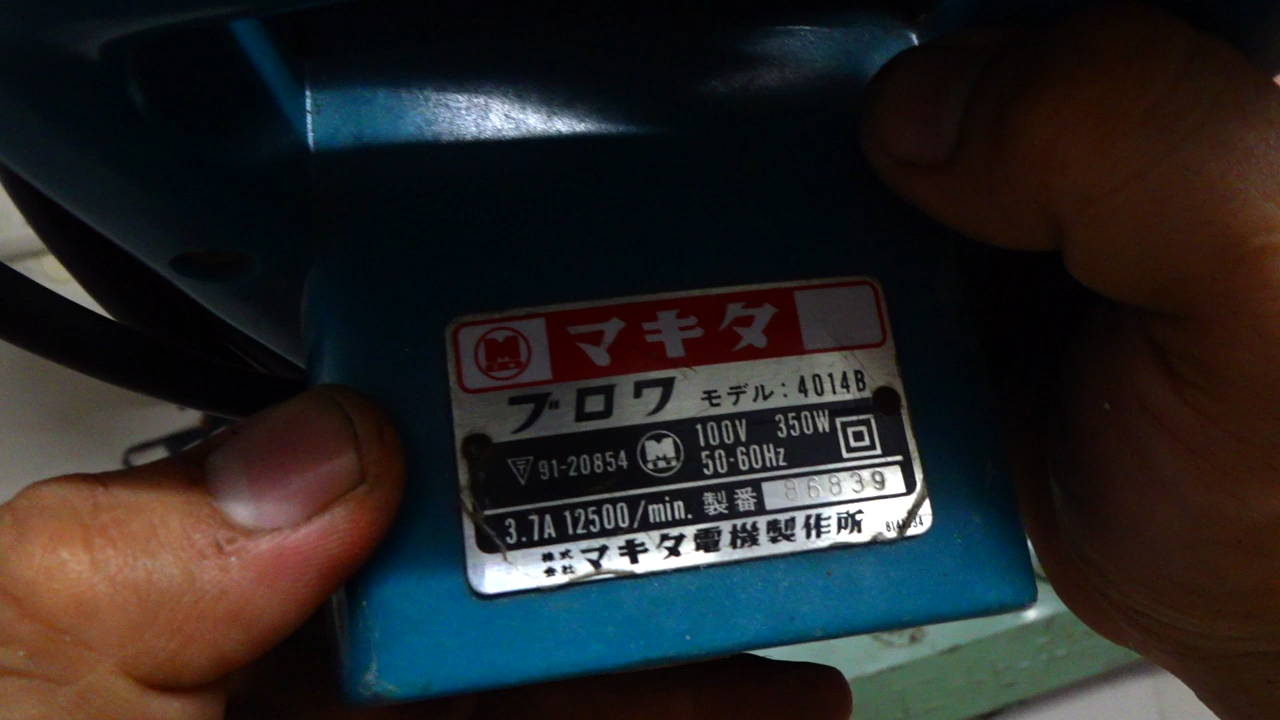 M マキタ
ブロワ モデル: 4014B
〒 91-20854 M 100V 350W
50-60Hz
3.7A 12500/min. 製番 86839
株式会社 マキタ電機製作所